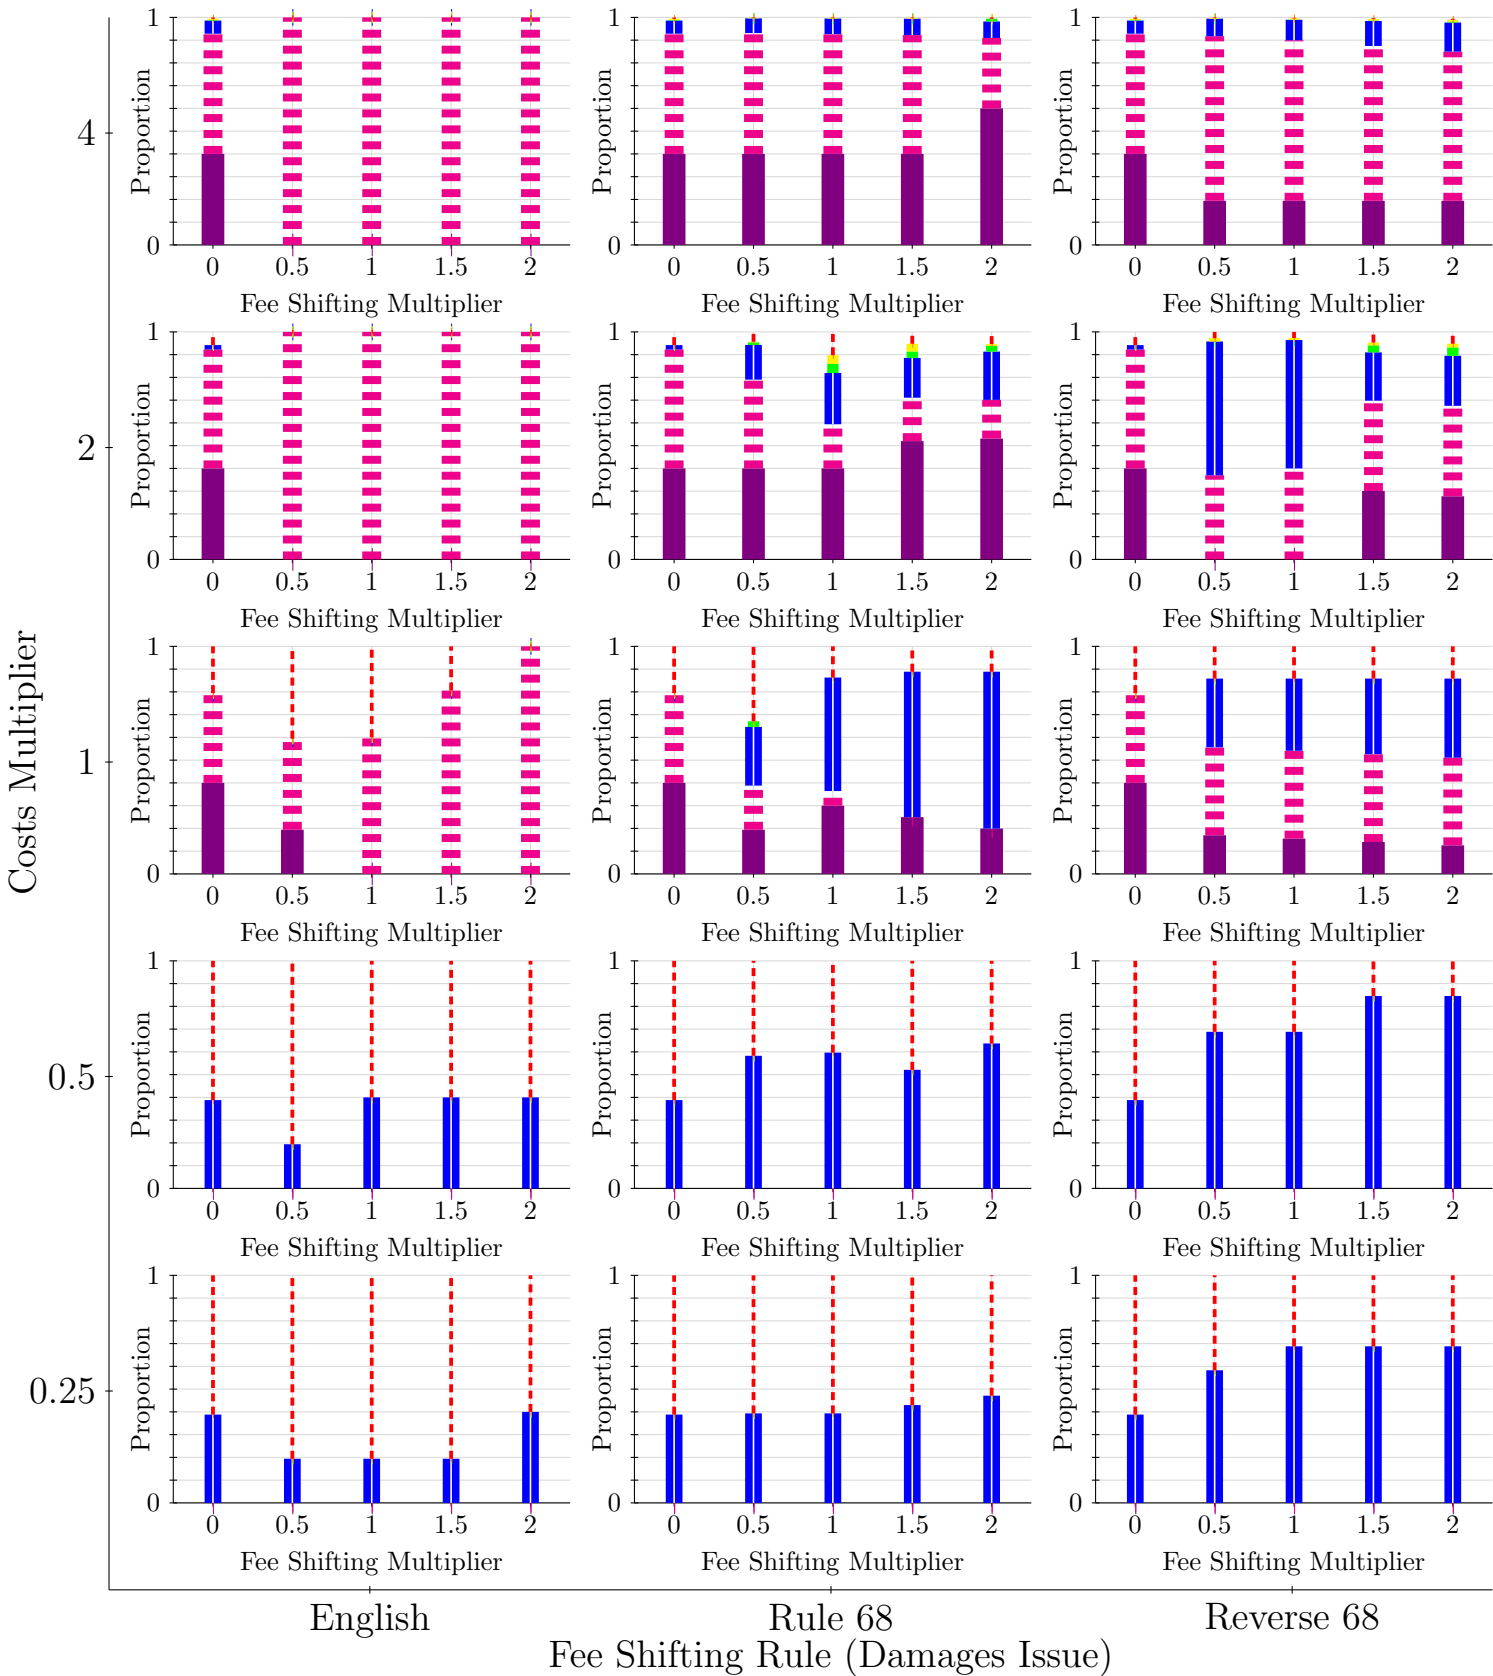 Costs Multiplier
4
1
0
Proportion
0 0.5 1 1.5 2
Fee Shifting Multiplier
1
0
Proportion
0 0.5 1 1.5 2
Fee Shifting Multiplier
1
0
Proportion
0 0.5 1 1.5 2
Fee Shifting Multiplier
2
1
0
Proportion
0 0.5 1 1.5 2
Fee Shifting Multiplier
1
0
Proportion
0 0.5 1 1.5 2
Fee Shifting Multiplier
1
0
Proportion
0 0.5 1 1.5 2
Fee Shifting Multiplier
1
1
0
Proportion
0 0.5 1 1.5 2
Fee Shifting Multiplier
1
0
Proportion
0 0.5 1 1.5 2
Fee Shifting Multiplier
1
0
Proportion
0 0.5 1 1.5 2
Fee Shifting Multiplier
0.5
1
0
Proportion
0 0.5 1 1.5 2
Fee Shifting Multiplier
1
0
Proportion
0 0.5 1 1.5 2
Fee Shifting Multiplier
1
0
Proportion
0 0.5 1 1.5 2
Fee Shifting Multiplier
0.25
1
0
Proportion
0 0.5 1 1.5 2
Fee Shifting Multiplier
1
0
Proportion
0 0.5 1 1.5 2
Fee Shifting Multiplier
1
0
Proportion
0 0.5 1 1.5 2
Fee Shifting Multiplier
English
Rule 68
Reverse 68
Fee Shifting Rule (Damages Issue)